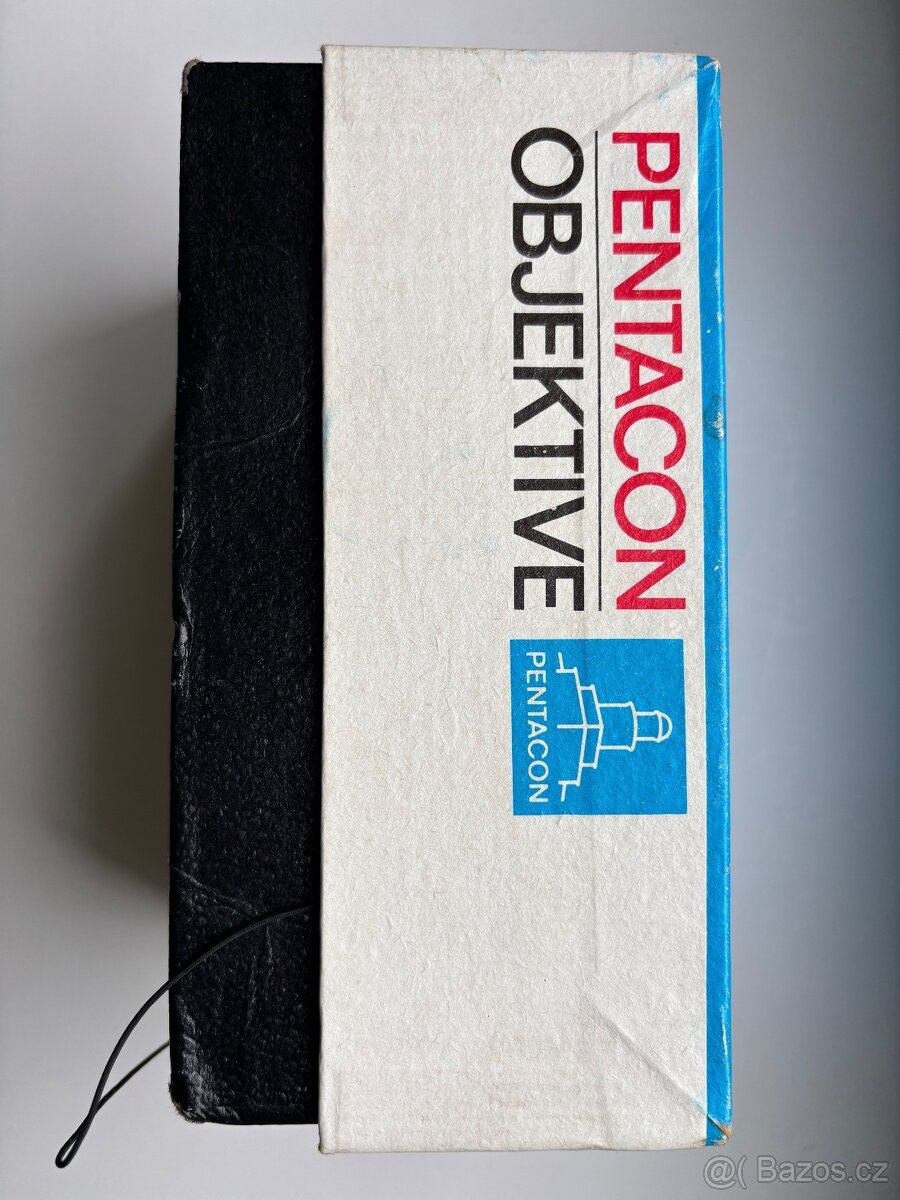 PENTACON
OBJEKTIVE
PENTACON
@( Bazos.cz